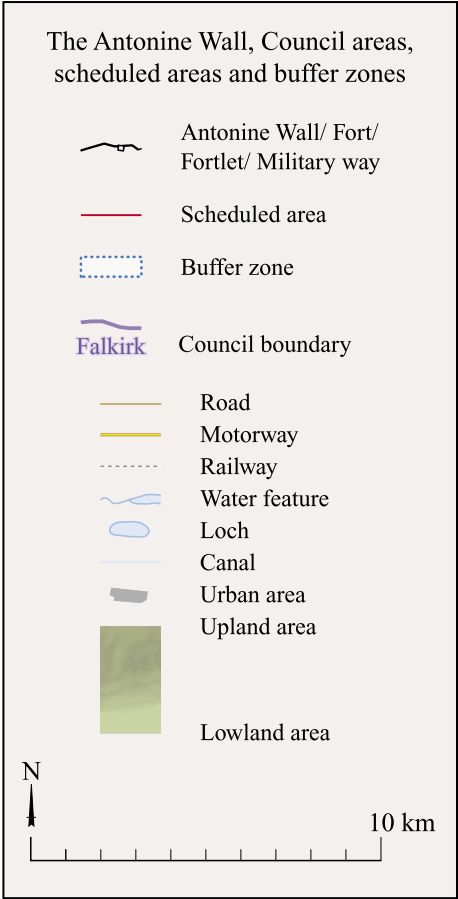 The Antonine Wall, Council areas,
scheduled areas and buffer zones
Antonine Wall/ Fort/
Fortlet/ Military way
Scheduled area
Buffer zone
Falkirk Council boundary
Road
Motorway
Railway
Water feature
Loch
Canal
Urban area
Upland area
Lowland area
N
10 km